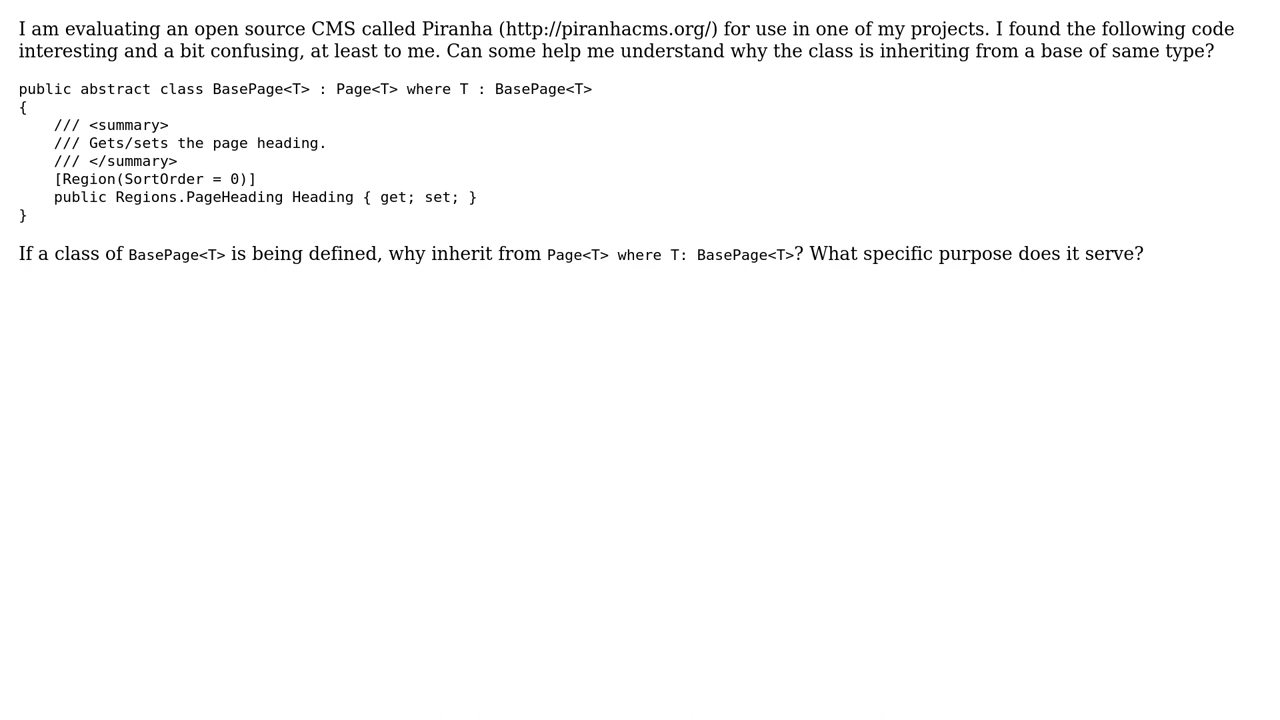 I am evaluating an open source CMS called Piranha (http://piranhacms.org/) for use in one of my projects. I found the following code
interesting and a bit confusing, at least to me. Can some help me understand why the class is inheriting from a base of same type?
public abstract class BasePage<T> : Page<T> where T : BasePage<T>
{
    /// <summary>
    /// Gets/sets the page heading.
    /// </summary>
    [Region(SortOrder = 0)]
    public Regions.PageHeading Heading { get; set; }
}
If a class of BasePage<T> is being defined, why inherit from Page<T> where T: BasePage<T>? What specific purpose does it serve?